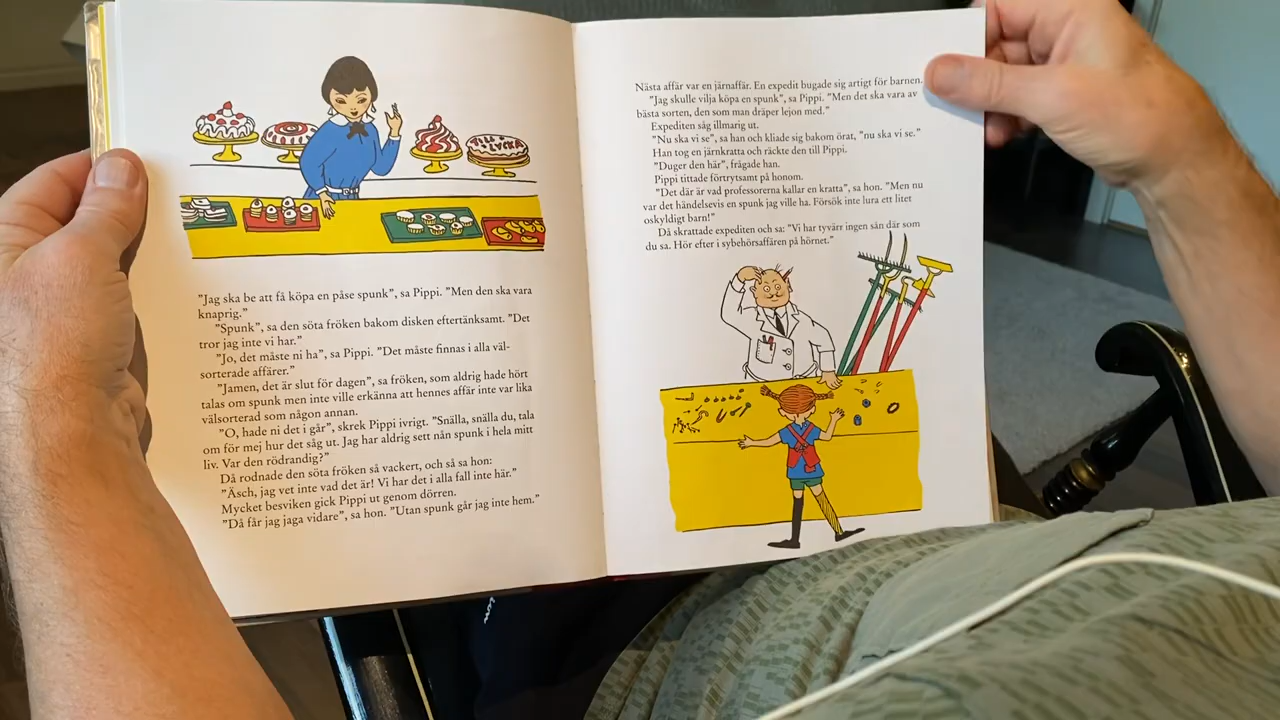 TILL LYCKA
"Jag ska be att få köpa en påse spunk", sa Pippi. "Men den ska vara
knaprig."
"Spunk", sa den söta fröken bakom disken eftertänksamt. "Det
tror jag inte vi har."
"Jo, det måste ni ha", sa Pippi. "Det måste finnas i alla väl-
sorterade affärer."
"Jamen, det är slut för dagen", sa fröken, som aldrig hade hört
talas om spunk men inte ville erkänna att hennes affär inte var lika
välsorterad som någon annan.
"O, hade ni det i går", skrek Pippi ivrigt. "Snälla, snälla du, tala
om för mej hur det såg ut. Jag har aldrig sett nån spunk i hela mitt
liv. Var den rödrandig?"
Då rodnade den söta fröken så vackert, och så sa hon:
"Äsch, jag vet inte vad det är! Vi har det i alla fall inte här."
Mycket besviken gick Pippi ut genom dörren.
"Då får jag jaga vidare", sa hon. "Utan spunk går jag inte hem."
Nästa affär var en järnaffär. En expedit bugade sig artigt för barnen.
"Jag skulle vilja köpa en spunk", sa Pippi. "Men det ska vara av
bästa sorten, den som man dräper lejon med."
Expediten såg illmarig ut.
"Nu ska vi se", sa han och kliade sig bakom örat, "nu ska vi se."
Han tog en järnkratta och räckte den till Pippi.
"Duger den här", frågade han.
Pippi tittade förtrytsamt på honom.
"Det där är vad professorerna kallar en kratta", sa hon. "Men nu
var det händelsevis en spunk jag ville ha. Försök inte lura ett litet
oskyldigt barn!"
Då skrattade expediten och sa: "Vi har tyvärr ingen sån där som
du sa. Hör efter i sybehörsaffären på hörnet."